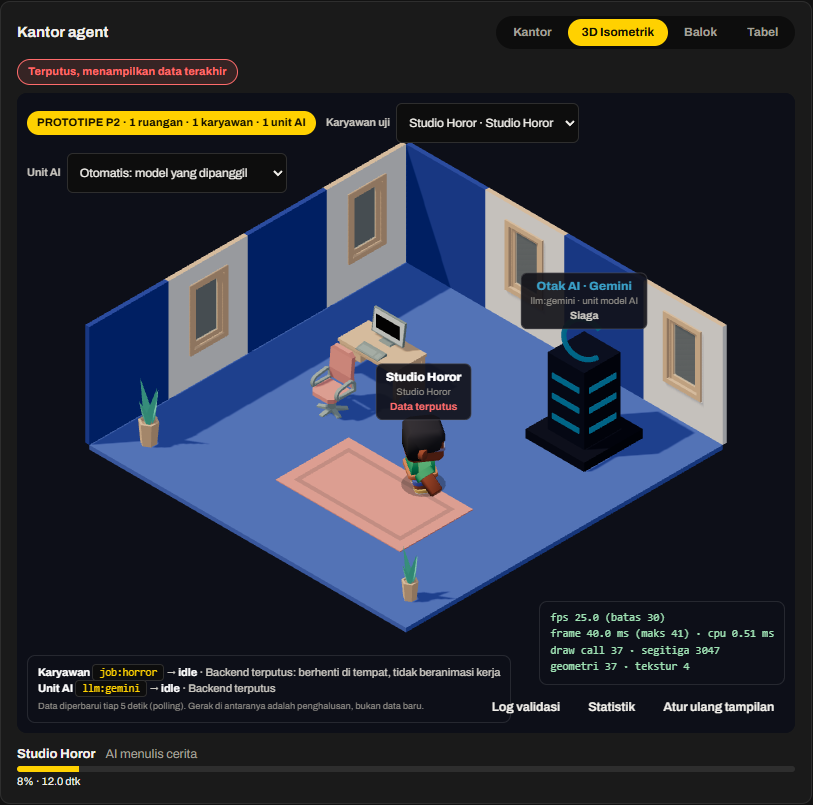 Kantor agent
Kantor
3D Isometrik
Balok
Tabel
Terputus, menampilkan data terakhir
PROTOTIPE P2 · 1 ruangan · 1 karyawan · 1 unit AI
Karyawan uji
Studio Horor · Studio Horor
Unit AI
Otomatis: model yang dipanggil
Otak AI · Gemini
llm:gemini · unit model AI
Siaga
Studio Horor
Studio Horor
Data terputus
fps 25.0 (batas 30)
frame 40.0 ms (maks 41) · cpu 0.51 ms
draw call 37 · segitiga 3047
geometri 37 · tekstur 4
Karyawan job:horror → idle · Backend terputus: berhenti di tempat, tidak beranimasi kerja
Unit AI llm:gemini → idle · Backend terputus
Data diperbarui tiap 5 detik (polling). Gerak di antaranya adalah penghalusan, bukan data baru.
Log validasi
Statistik
Atur ulang tampilan
Studio Horor AI menulis cerita
8% · 12.0 dtk